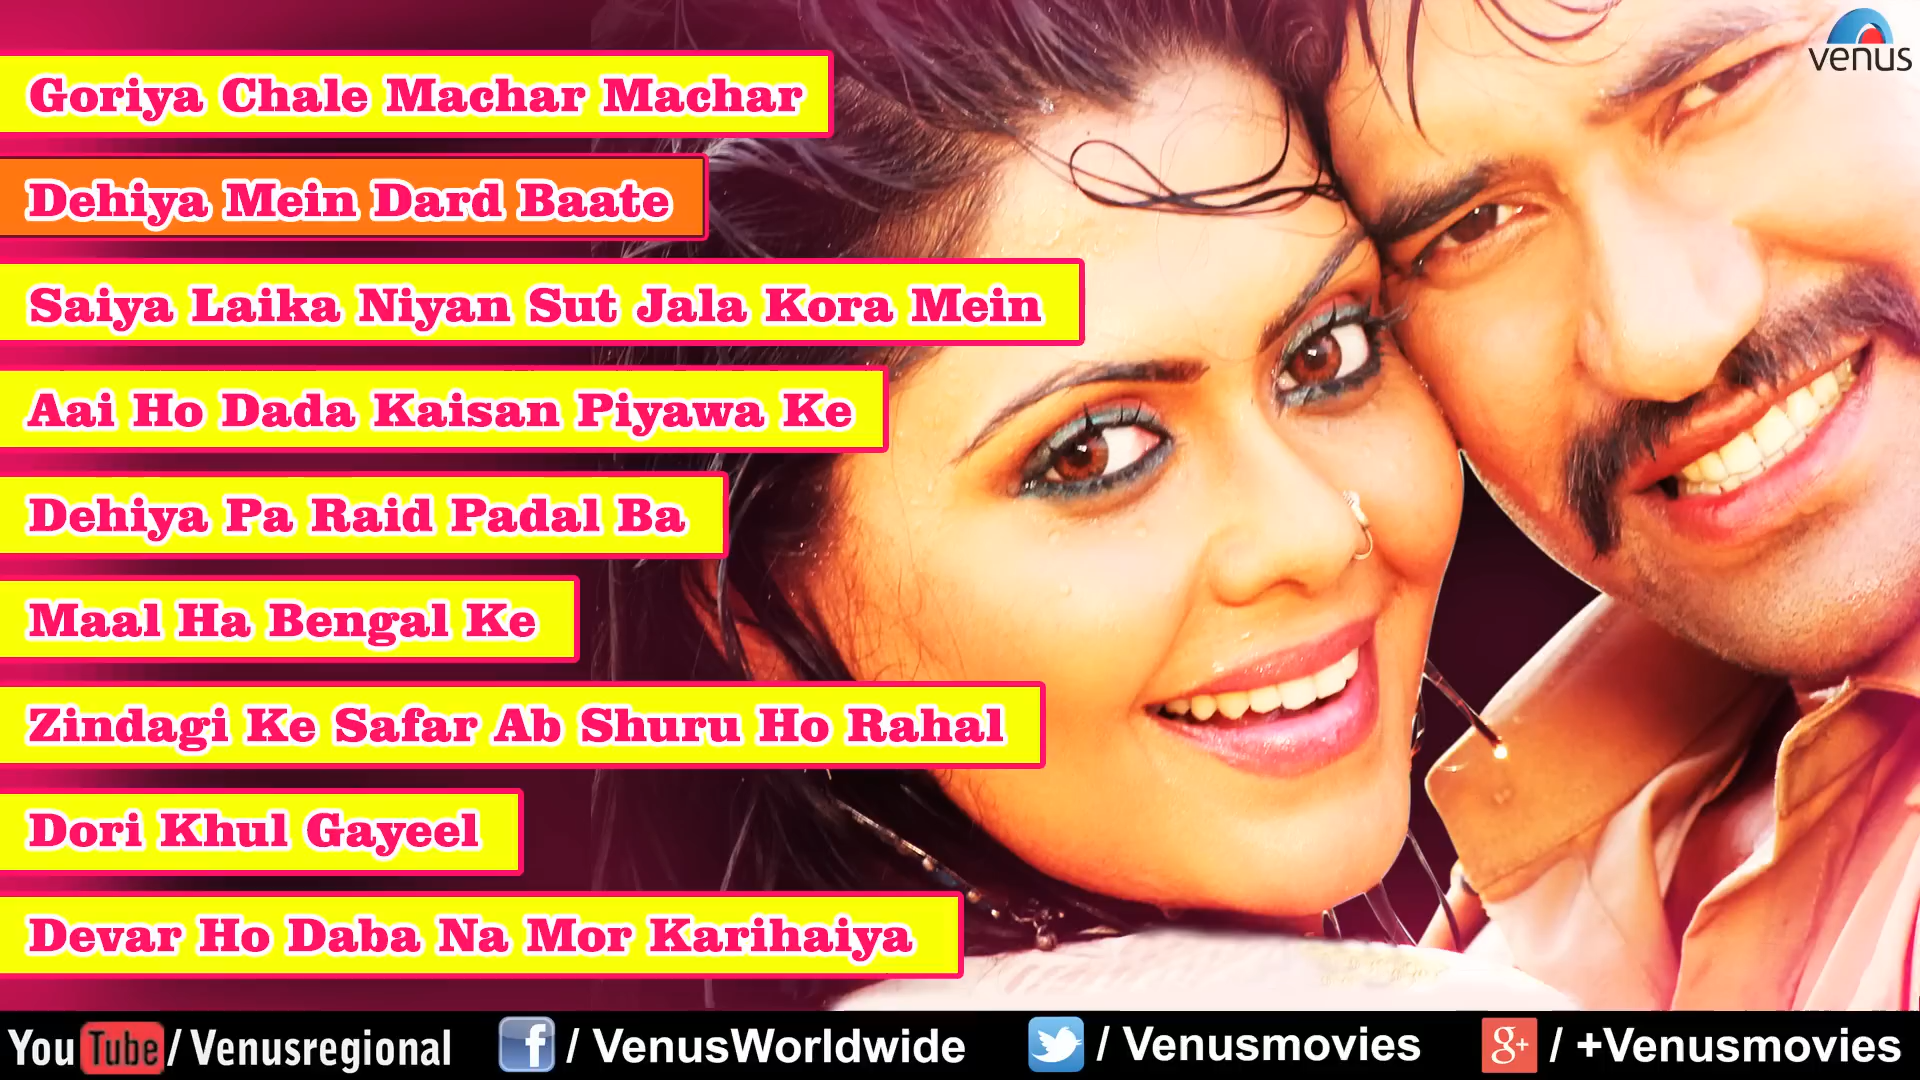 venus
Goriya Chale Machar Machar
Dehiya Mein Dard Baate
Saiya Laika Niyan Sut Jala Kora Mein
Aai Ho Dada Kaisan Piyawa Ke
Dehiya Pa Raid Padal Ba
Maal Ha Bengal Ke
Zindagi Ke Safar Ab Shuru Ho Rahal
Dori Khul Gayeel
Devar Ho Daba Na Mor Karihaiya
YouTube / Venusregional f / VenusWorldwide / Venusmovies g+ / +Venusmovies